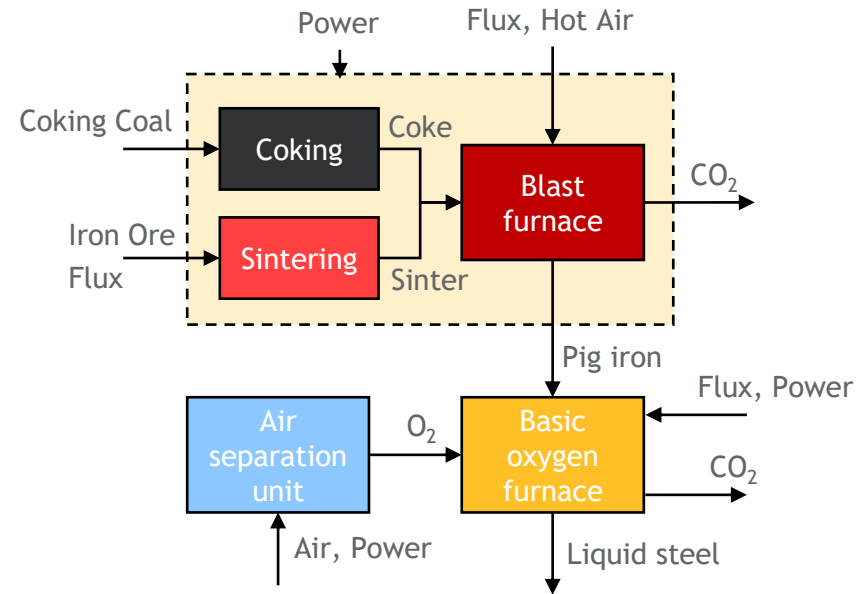 Power
Flux, Hot Air
Coking Coal
Coking
Coke
Blast
furnace
CO₂
Iron Ore
Flux
Sintering
Sinter
Pig iron
Flux, Power
Air
separation
unit
O₂
Basic
oxygen
furnace
CO₂
Air, Power
Liquid steel